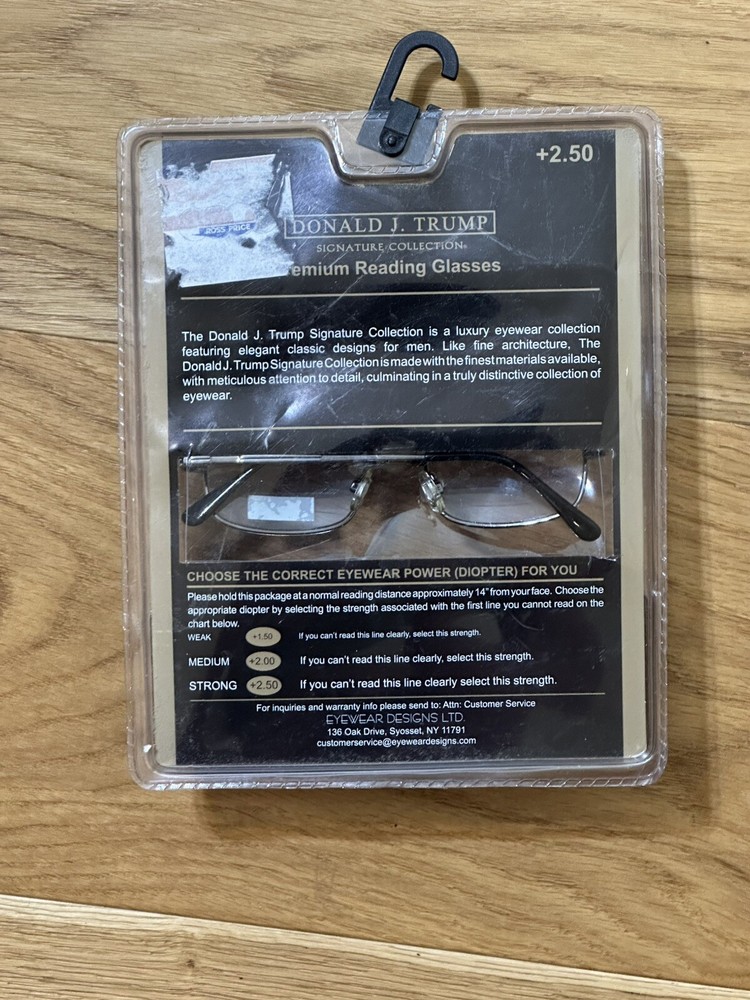 +2.50
ROSS PRICE
DONALD J. TRUMP
SIGNATURE COLLECTION®
emium Reading Glasses
The Donald J. Trump Signature Collection is a luxury eyewear collection
featuring elegant classic designs for men. Like fine architecture, The
Donald J. Trump Signature Collection is made with the finest materials available,
with meticulous attention to detail, culminating in a truly distinctive collection of
eyewear.
CHOOSE THE CORRECT EYEWEAR POWER (DIOPTER) FOR YOU
Please hold this package at a normal reading distance approximately 14" from your face. Choose the
appropriate diopter by selecting the strength associated with the first line you cannot read on the
chart below.
WEAK +1.50 If you can't read this line clearly, select this strength.
MEDIUM +2.00 If you can't read this line clearly, select this strength.
STRONG +2.50 If you can't read this line clearly select this strength.
For inquiries and warranty info please send to: Attn: Customer Service
EYEWEAR DESIGNS LTD.
136 Oak Drive, Syosset, NY 11791
customerservice@eyeweardesigns.com